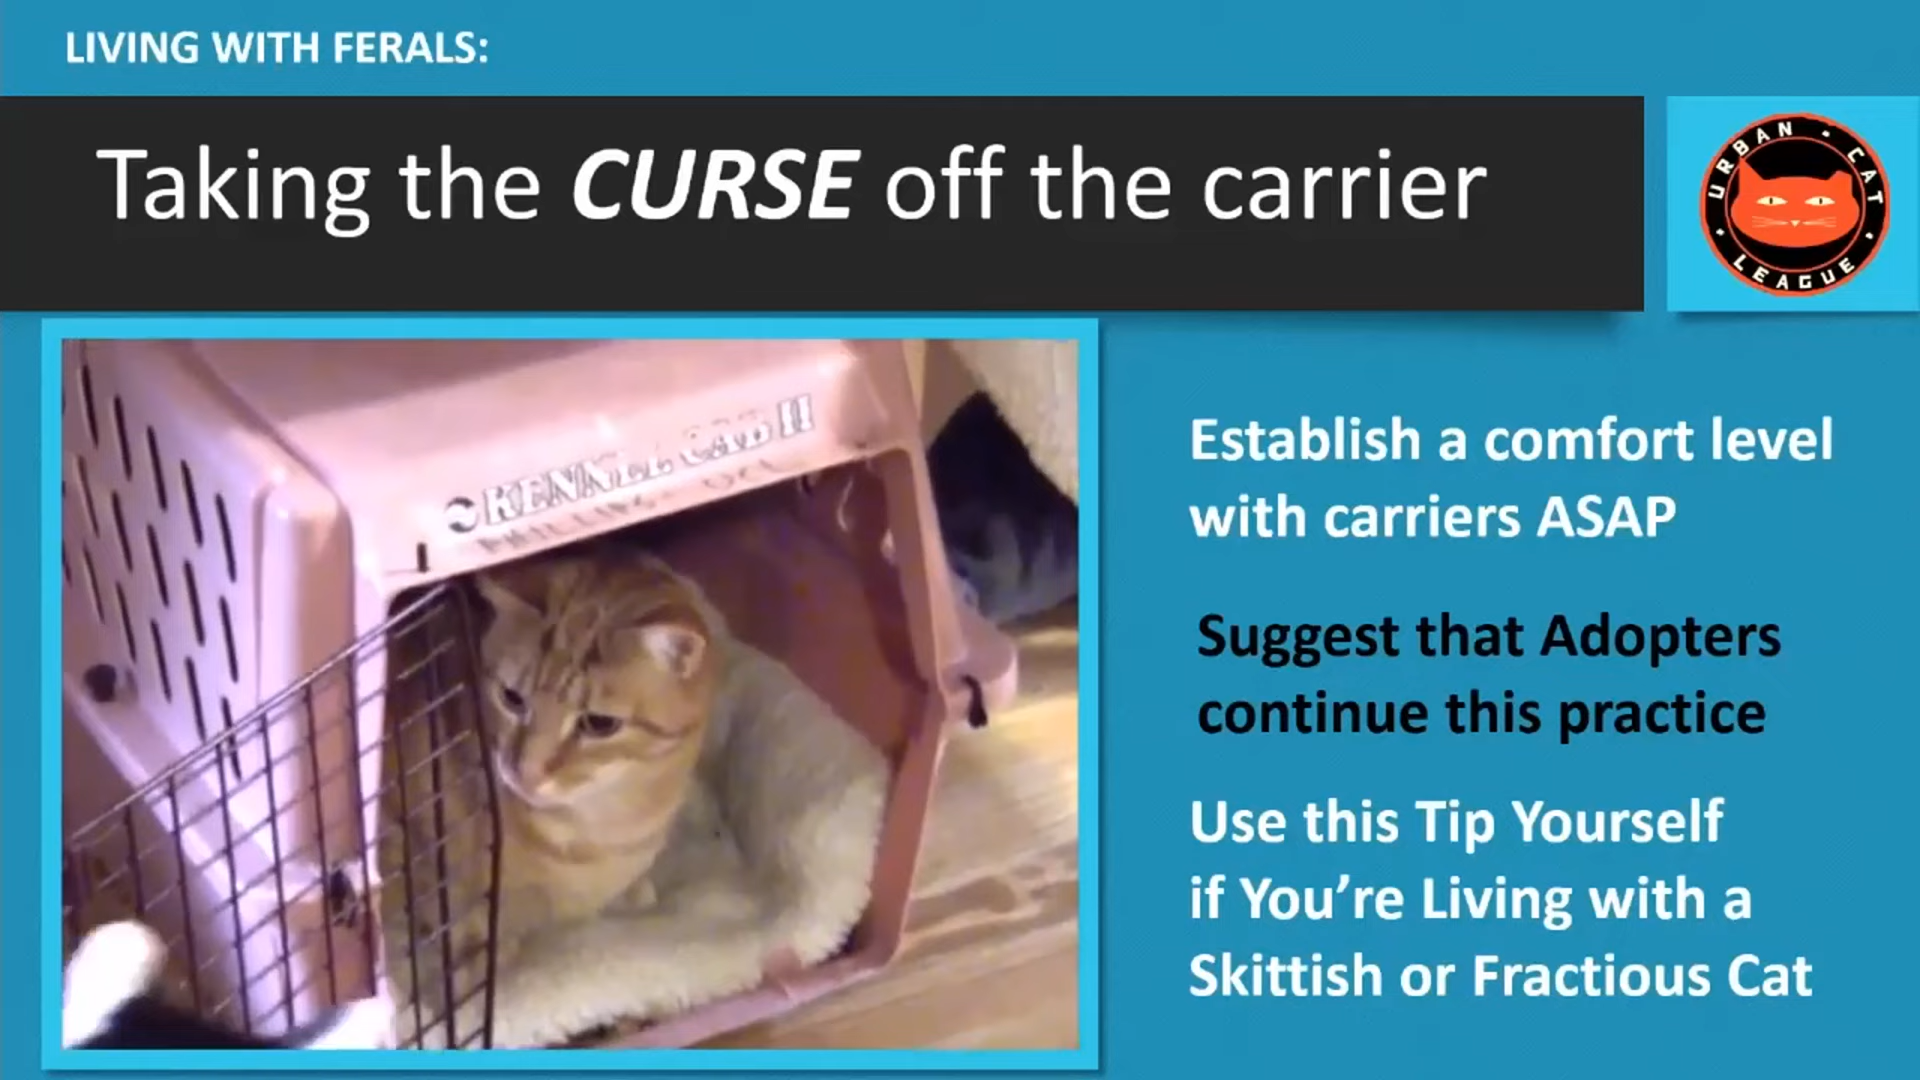 LIVING WITH FERALS:
Taking the CURSE off the carrier
URBAN CAT LEAGUE
KENNEL CAB II
Establish a comfort level
with carriers ASAP
Suggest that Adopters
continue this practice
Use this Tip Yourself
if You’re Living with a
Skittish or Fractious Cat